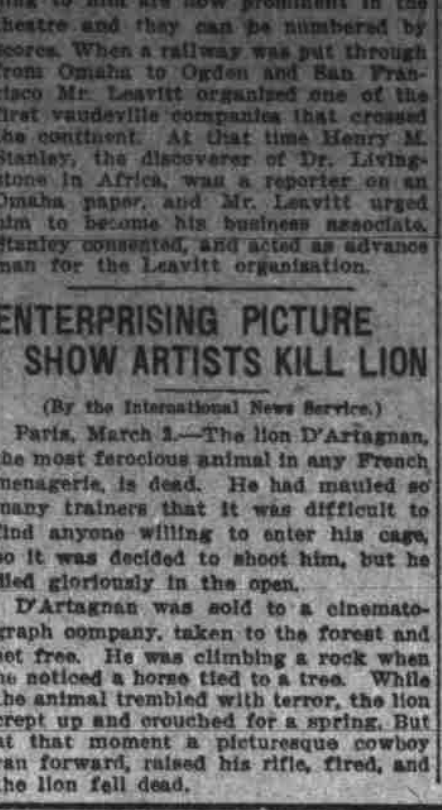 ing to him are now prominent in the
theatre and they can be numbered by
scores. When a railway was put through
from Omaha to Ogden and San Fran-
cisco Mr. Leavitt organized one of the
first vaudeville companies that crossed
the continent. At that time Henry M.
Stanley, the discoverer of Dr. Living-
stone in Africa, was a reporter on an
Omaha paper, and Mr. Leavitt urged
him to become his business associate.
Stanley consented, and acted as advance
man for the Leavitt organisation.
ENTERPRISING PICTURE
SHOW ARTISTS KILL LION
(By the International News Service.)
Paris, March 2.—The lion D'Artagnan,
the most ferocious animal in any French
menagerie, is dead. He had mauled so
many trainers that it was difficult to
find anyone willing to enter his cage,
so it was decided to shoot him, but he
died gloriously in the open.
D'Artagnan was sold to a cinemato-
graph company, taken to the forest and
set free. He was climbing a rock when
he noticed a horse tied to a tree. While
the animal trembled with terror, the lion
crept up and crouched for a spring. But
at that moment a picturesque cowboy
ran forward, raised his rifle, fired, and
the lion fell dead.